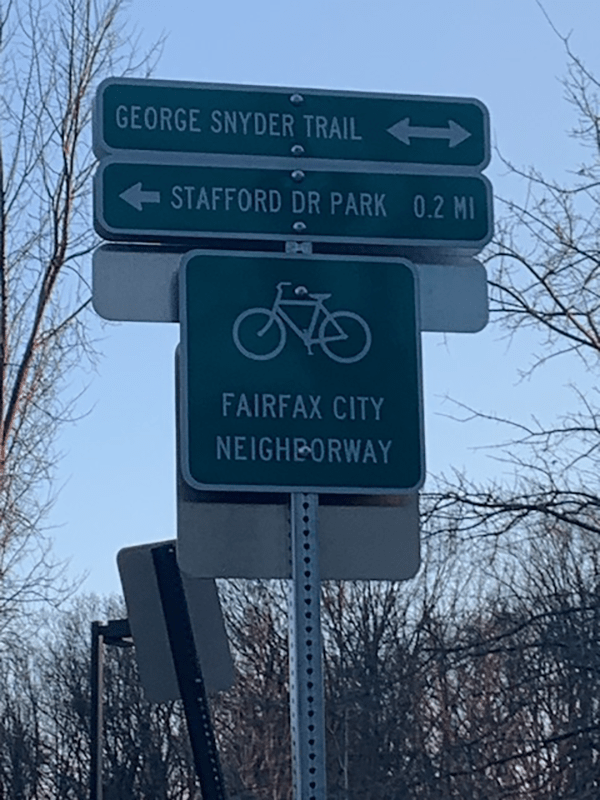 GEORGE SNYDER TRAIL
STAFFORD DR PARK 0.2 MI
FAIRFAX CITY
NEIGHBORWAY